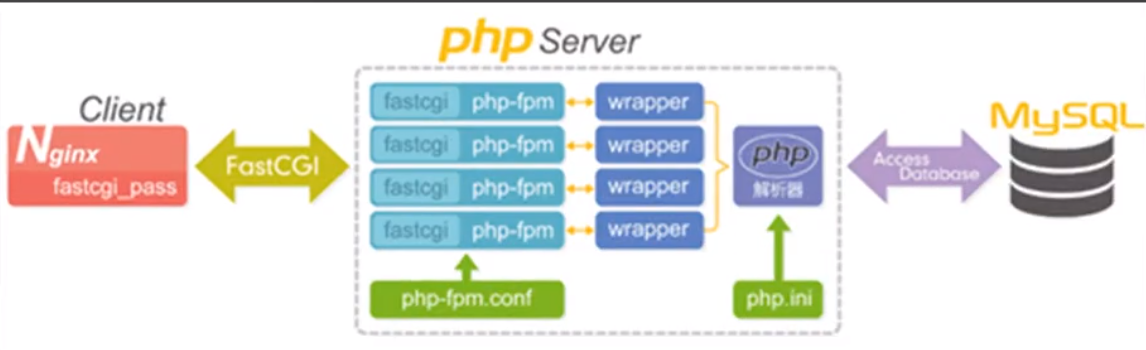 php Server
Client
Nginx
fastcgi_pass
FastCGI
fastcgi php-fpm wrapper
fastcgi php-fpm wrapper
fastcgi php-fpm wrapper
fastcgi php-fpm wrapper
php-fpm.conf
php
解析器
php.ini
Access
Database
MySQL